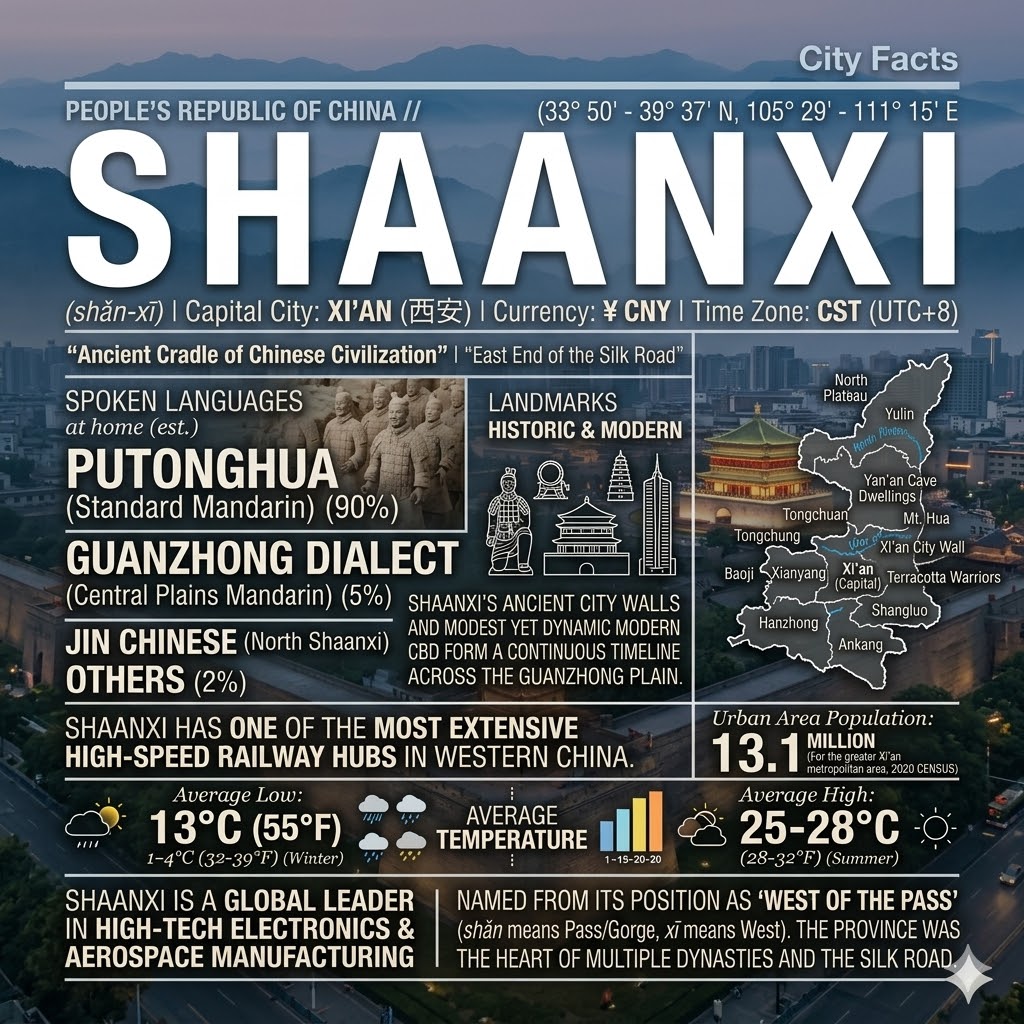 City Facts
PEOPLE'S REPUBLIC OF CHINA //
(33° 50' - 39° 37' N, 105° 29' - 111° 15' E
SHAANXI
(shǎn-xī) | Capital City: XI'AN (西安) | Currency: ¥ CNY | Time Zone: CST (UTC+8)
"Ancient Cradle of Chinese Civilization" | "East End of the Silk Road"
SPOKEN LANGUAGES
at home (est.)
PUTONGHUA
(Standard Mandarin) (90%)
GUANZHONG DIALECT
(Central Plains Mandarin) (5%)
JIN CHINESE (North Shaanxi)
OTHERS (2%)
LANDMARKS
HISTORIC & MODERN
SHAANXI'S ANCIENT CITY WALLS
AND MODEST YET DYNAMIC MODERN
CBD FORM A CONTINUOUS TIMELINE
ACROSS THE GUANZHONG PLAIN.
North
Plateau
Yulin
Yan'an Cave
Dwellings
Tongchuan
Mt. Hua
Tongchung
Xi'an City Wall
Baoji
Xianyang
XI'an
(Capital)
Terracotta Warriors
Shangluo
Hanzhong
Ankang
SHAANXI HAS ONE OF THE MOST EXTENSIVE
HIGH-SPEED RAILWAY HUBS IN WESTERN CHINA.
Urban Area Population:
13.1 MILLION
(For the greater Xi'an
metropolitan area, 2020 CENSUS)
Average Low:
13°C (55°F)
1–4°C (32-39°F) (Winter)
AVERAGE
TEMPERATURE
1-19-20-20
Average High:
25-28°C
(28-32°F) (Summer)
SHAANXI IS A GLOBAL LEADER
IN HIGH-TECH ELECTRONICS &
AEROSPACE MANUFACTURING
NAMED FROM ITS POSITION AS 'WEST OF THE PASS'
(shǎn means Pass/Gorge, xī means West). THE PROVINCE WAS
THE HEART OF MULTIPLE DYNASTIES AND THE SILK ROAD.